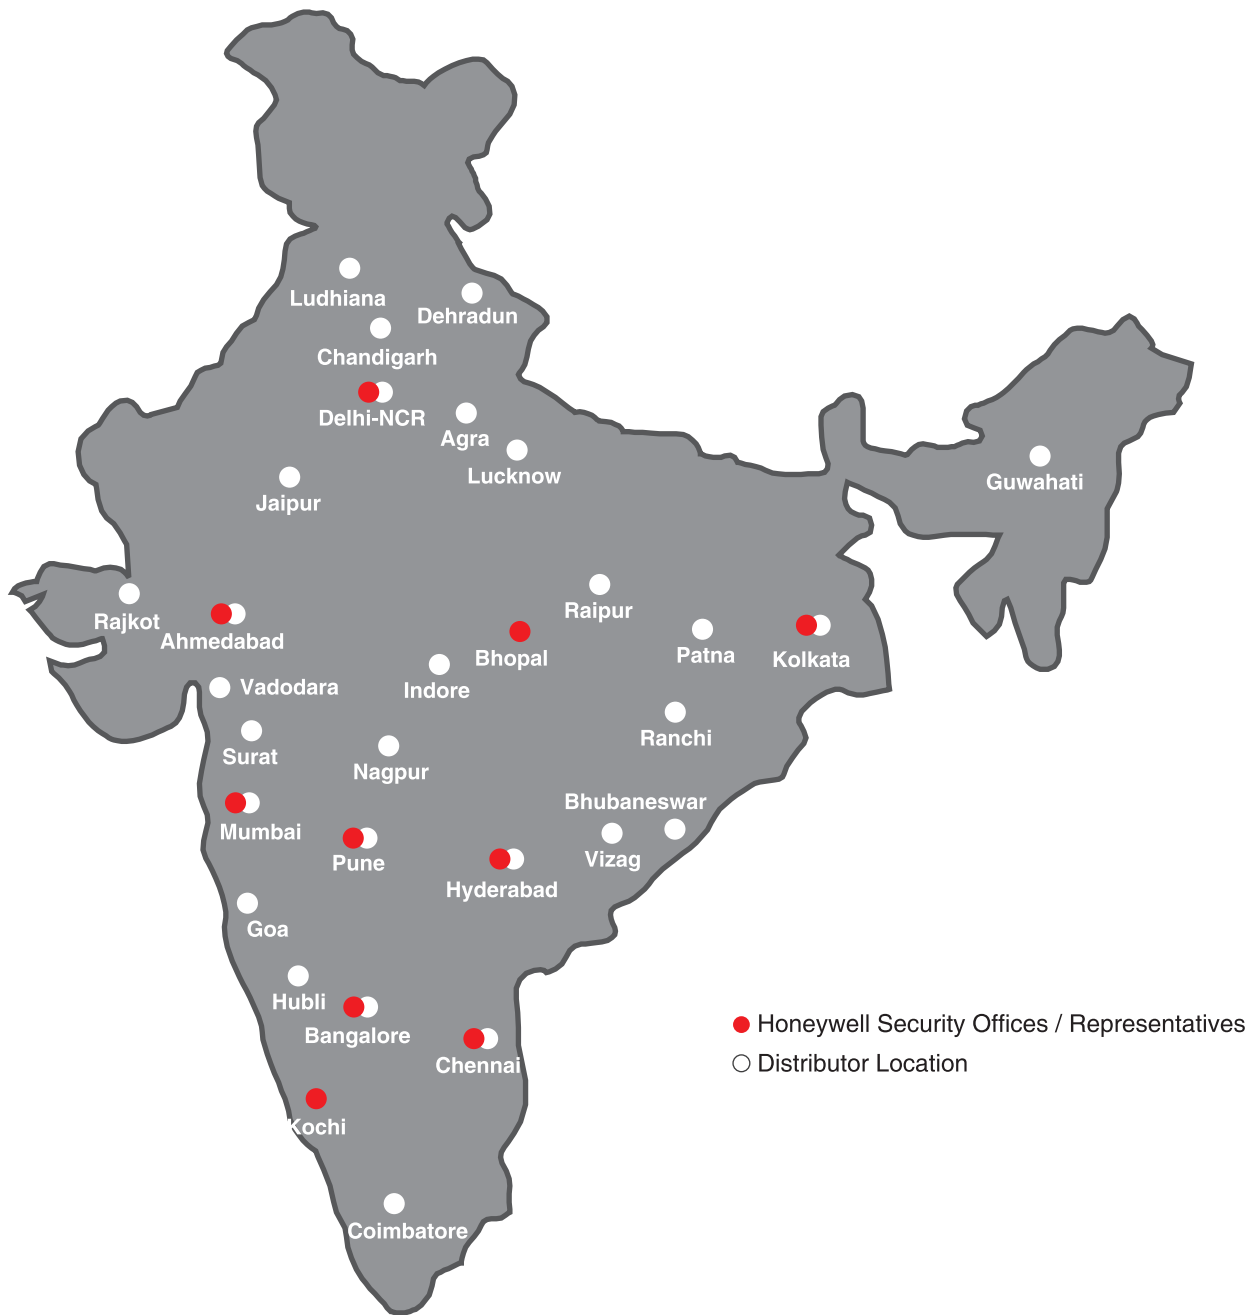 Ludhiana
Dehradun
Chandigarh
Delhi-NCR
Agra
Lucknow
Jaipur
Guwahati
Rajkot
Ahmedabad
Raipur
Bhopal
Patna
Kolkata
Vadodara
Indore
Surat
Nagpur
Ranchi
Bhubaneswar
Mumbai
Pune
Vizag
Hyderabad
Goa
Hubli
Bangalore
Chennai
Kochi
Coimbatore
Honeywell Security Offices / Representatives
Distributor Location